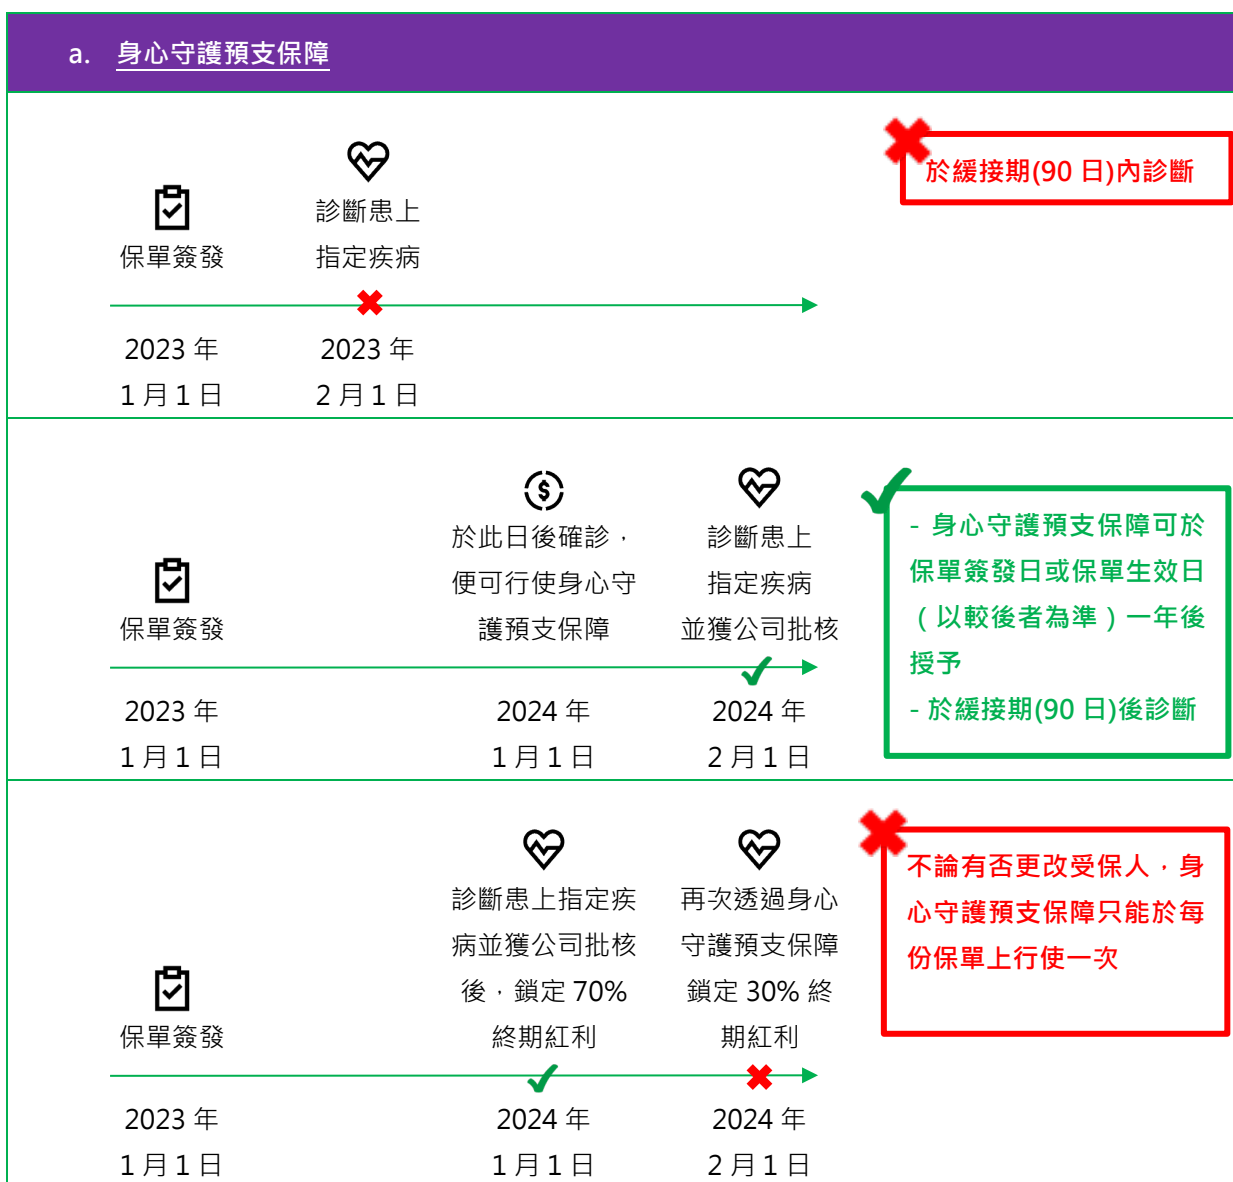 a. 身心守護預支保障
於緩接期(90 日)內診斷
診斷患上
指定疾病
保單簽發
2023 年
1 月 1 日
2023 年
2 月 1 日
於此日後確診，
便可行使身心守
護預支保障
診斷患上
指定疾病
並獲公司批核
保單簽發
2023 年
1 月 1 日
2024 年
1 月 1 日
2024 年
2 月 1 日
- 身心守護預支保障可於
保單簽發日或保單生效日
（以較後者為準）一年後
授予
- 於緩接期(90 日)後診斷
診斷患上指定疾
病並獲公司批核
後，鎖定 70%
終期紅利
再次透過身心
守護預支保障
鎖定 30% 終
期紅利
保單簽發
2023 年
1 月 1 日
2024 年
1 月 1 日
2024 年
2 月 1 日
不論有否更改受保人，身
心守護預支保障只能於每
份保單上行使一次